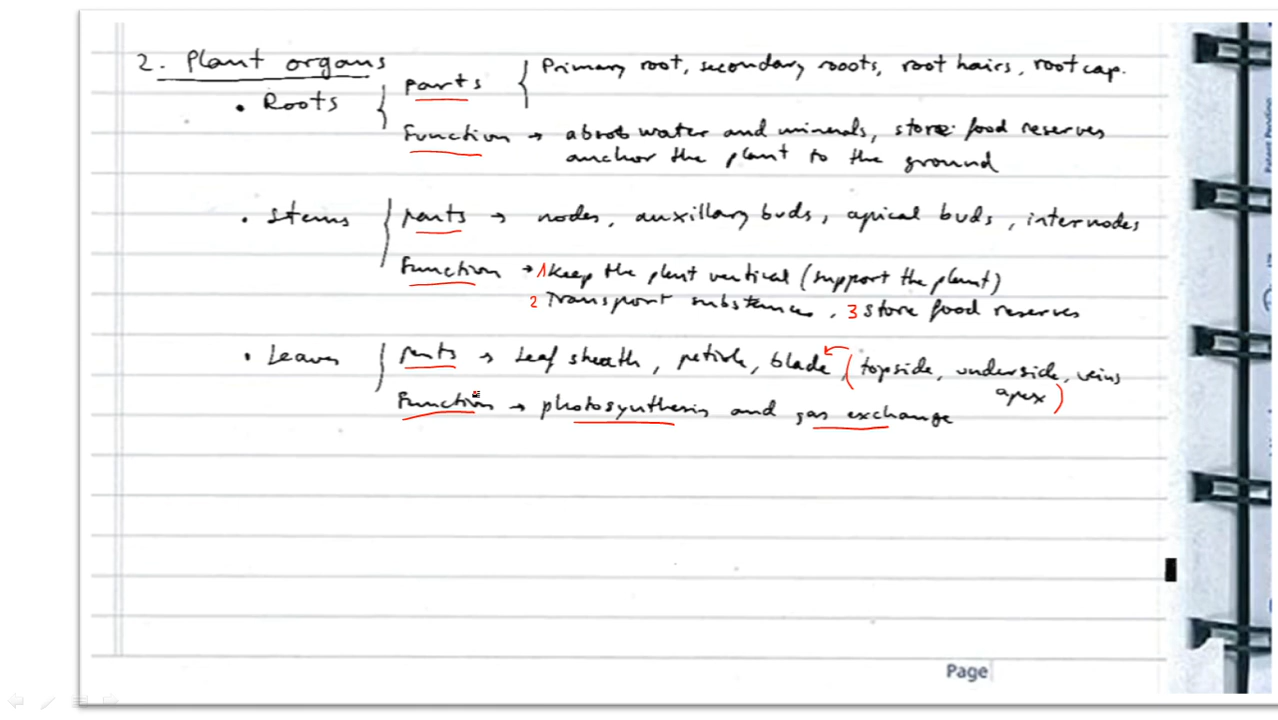 2. Plant organs
• Roots { parts { Primary root, secondary rooots, root hairs, root cap.
Function → abrob water and minerals, store food reserves
anchor the plant to the ground
• Stems { parts → nodes, auxillary buds, apical buds, internodes
Function → 1 Keep the plant vertical (support the plant)
2 Transport substances, 3 store food reserves
• Leaves { parts → Leaf sheath, petiole, blade (topside, underside, veins
apex)
Function → photosynthesis and gas exchange
Page